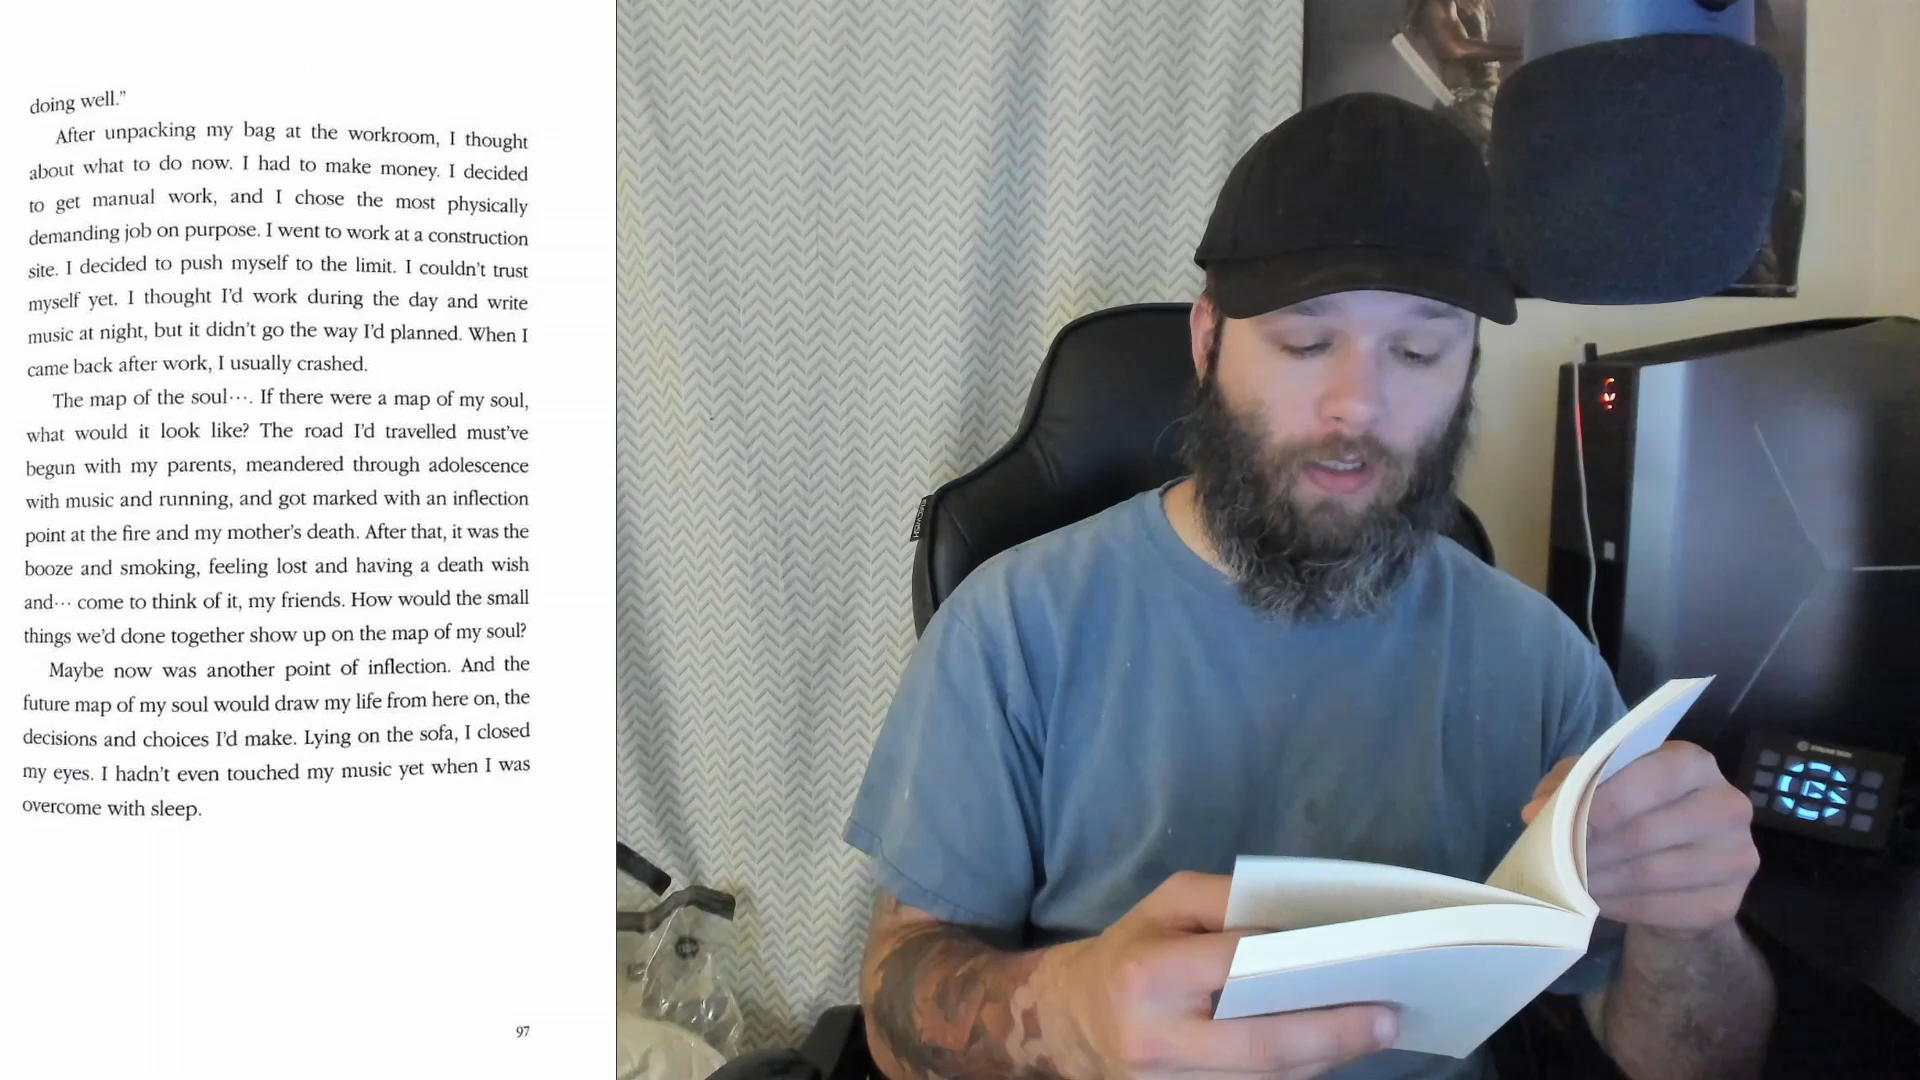 doing well.”
After unpacking my bag at the workroom, I thought
about what to do now. I had to make money. I decided
to get manual work, and I chose the most physically
demanding job on purpose. I went to work at a construction
site. I decided to push myself to the limit. I couldn’t trust
myself yet. I thought I’d work during the day and write
music at night, but it didn’t go the way I’d planned. When I
came back after work, I usually crashed.
The map of the soul···. If there were a map of my soul,
what would it look like? The road I’d travelled must’ve
begun with my parents, meandered through adolescence
with music and running, and got marked with an inflection
point at the fire and my mother’s death. After that, it was the
booze and smoking, feeling lost and having a death wish
and··· come to think of it, my friends. How would the small
things we’d done together show up on the map of my soul?
Maybe now was another point of inflection. And the
future map of my soul would draw my life from here on, the
decisions and choices I’d make. Lying on the sofa, I closed
my eyes. I hadn’t even touched my music yet when I was
overcome with sleep.
97